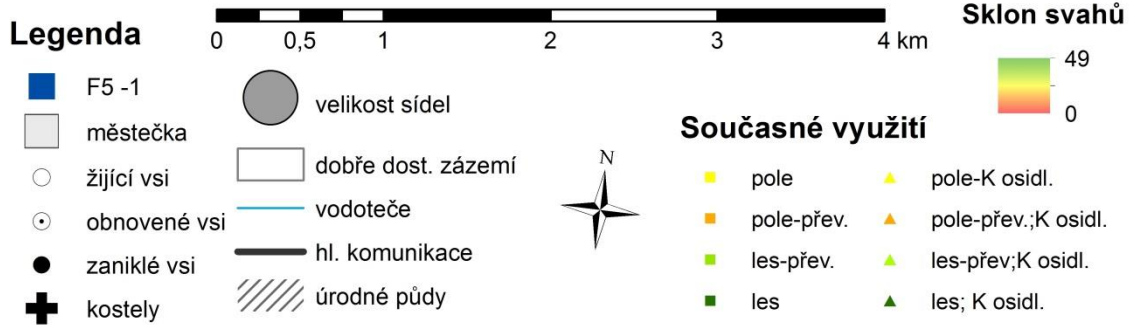 Legenda
F5 -1
městečka
žijící vsi
obnovené vsi
zaniklé vsi
kostely
0 0,5 1 2 3 4 km
velikost sídel
dobře dost. zázemí
vodoteče
hl. komunikace
úrodné půdy
N
Sklon svahů
49
0
Současné využití
pole
pole-přev.
les-přev.
les
pole-K osidl.
pole-přev.;K osidl.
les-přev;K osidl.
les; K osidl.